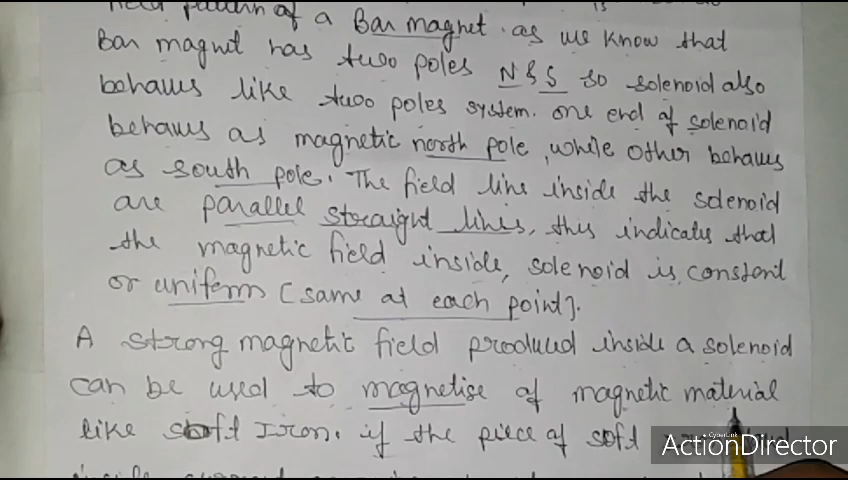 field pattern of a Bar magnet. as we know that
Bar magnet has two poles N & S so solenoid also
behaves like two poles system. one end of solenoid
behaves as magnetic north pole, while other behaves
as south pole. The field line inside the solenoid
are parallel straight lines, this indicates that
the magnetic field inside, solenoid is constant
or uniform (same at each point).
A strong magnetic field produced inside a solenoid
can be used to magnetise of magnetic material
like soft Iron. if the piece of soft
CyberLink
ActionDirector